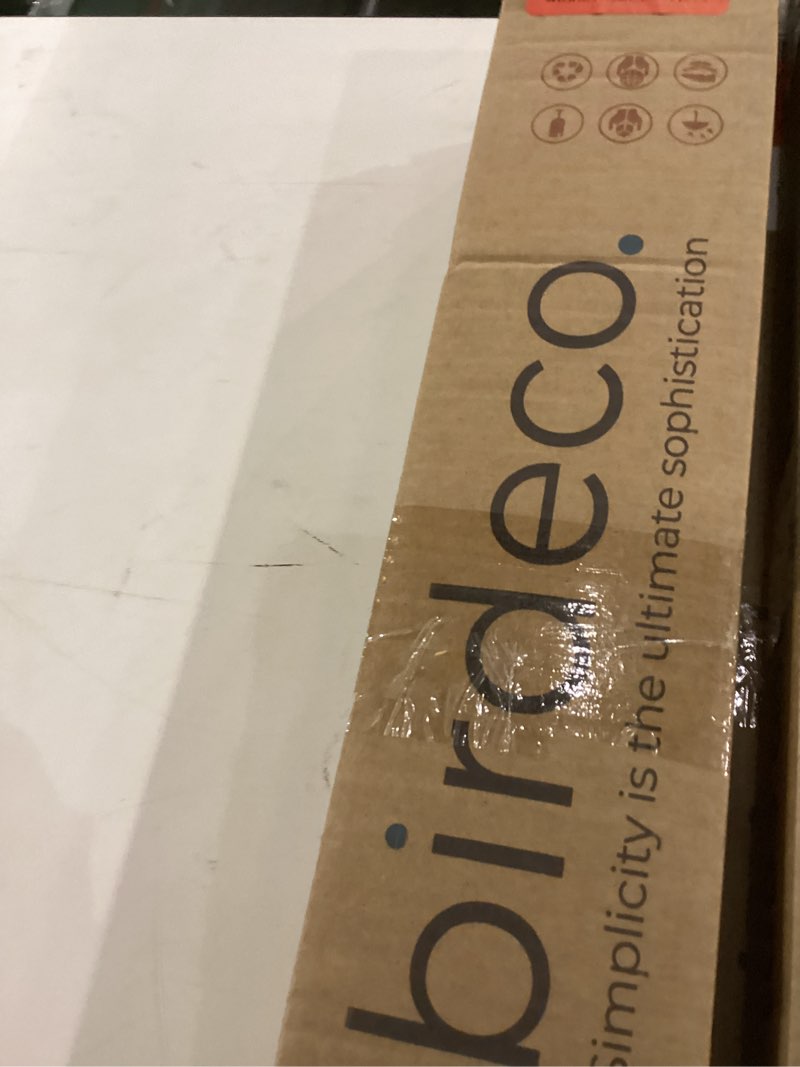 birdeco.
Simplicity is the ultimate sophistication